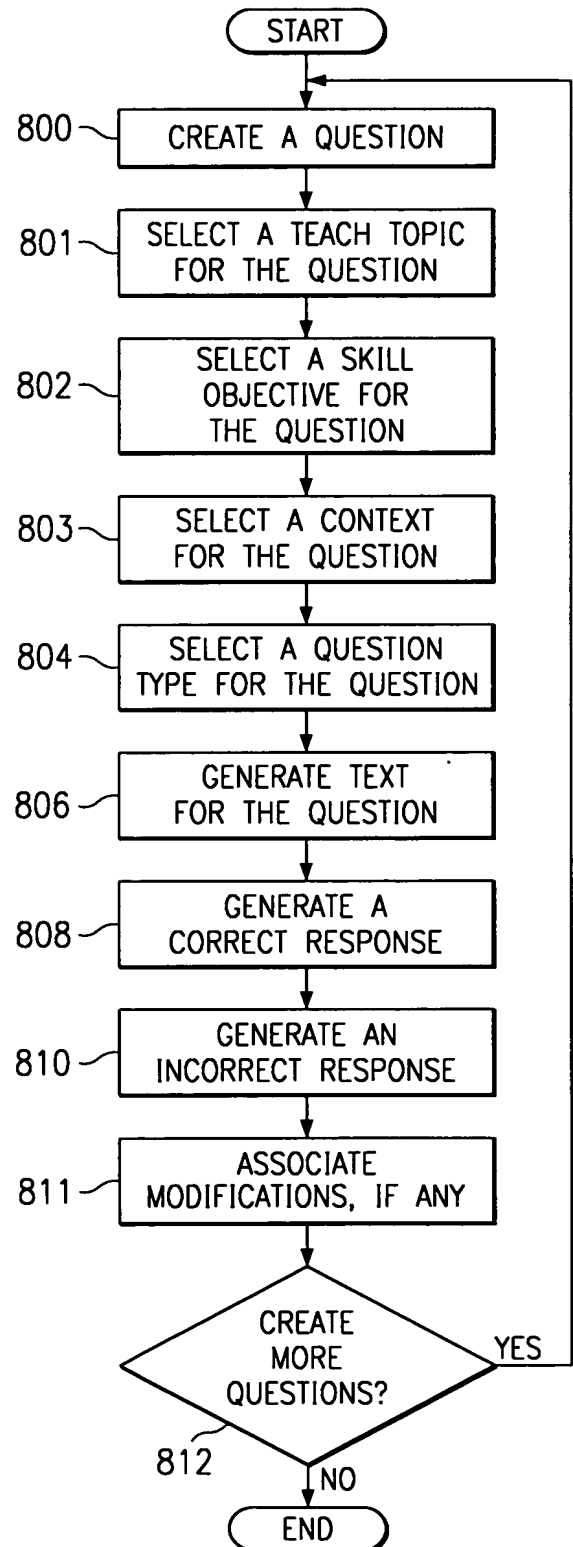 START
800
CREATE A QUESTION
801
SELECT A TEACH TOPIC
FOR THE QUESTION
802
SELECT A SKILL
OBJECTIVE FOR
THE QUESTION
803
SELECT A CONTEXT
FOR THE QUESTION
804
SELECT A QUESTION
TYPE FOR THE QUESTION
806
GENERATE TEXT
FOR THE QUESTION
808
GENERATE A
CORRECT RESPONSE
810
GENERATE AN
INCORRECT RESPONSE
811
ASSOCIATE
MODIFICATIONS, IF ANY
CREATE
MORE
QUESTIONS?
YES
812
NO
END